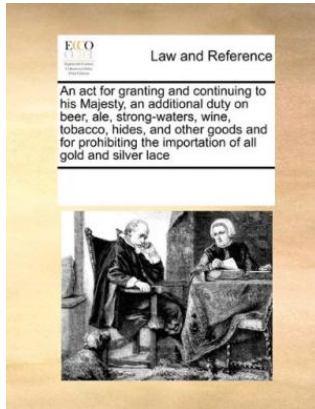 ECCO
Law and Reference
An act for granting and continuing to
his Majesty, an additional duty on
beer, ale, strong-waters, wine,
tobacco, hides, and other goods and
for prohibiting the importation of all
gold and silver lace